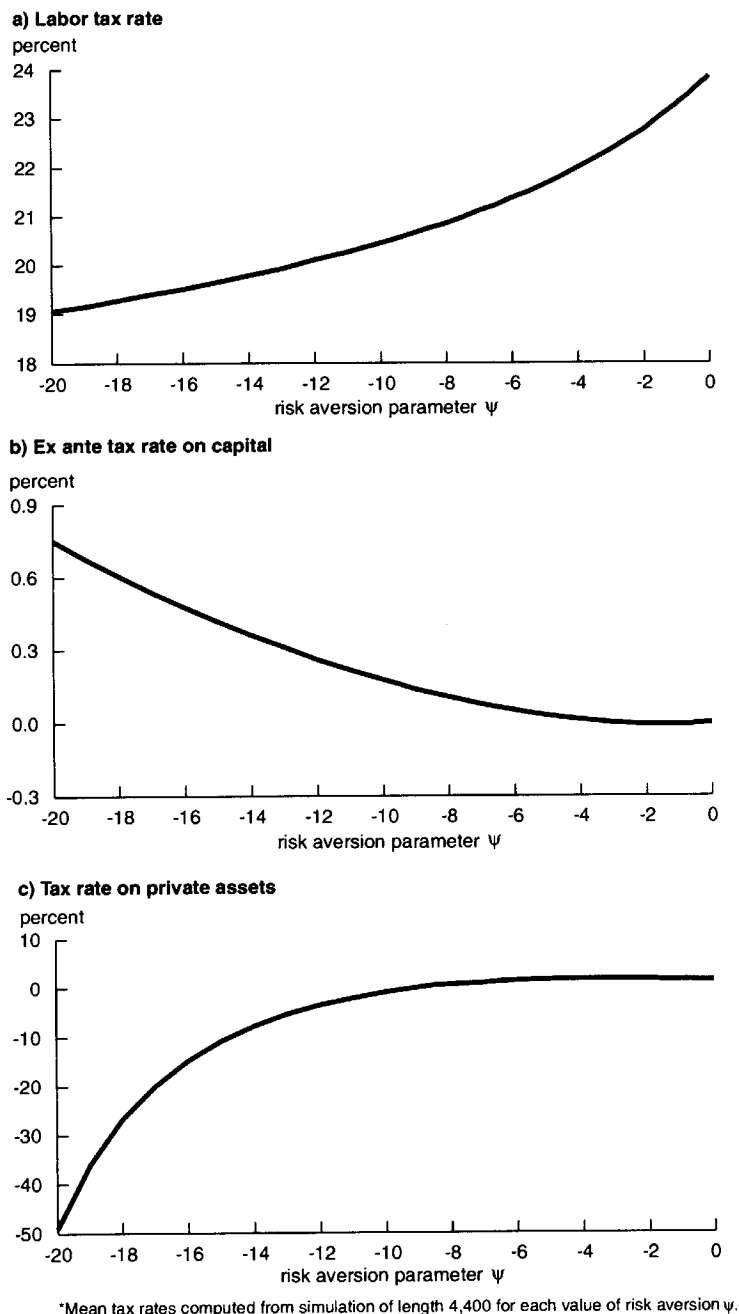 a) Labor tax rate
percent
24
23
22
21
20
19
18
-20 -18 -16 -14 -12 -10 -8 -6 -4 -2 0
risk aversion parameter ψ
b) Ex ante tax rate on capital
percent
0.9
0.6
0.3
0.0
-0.3
-20 -18 -16 -14 -12 -10 -8 -6 -4 -2 0
risk aversion parameter ψ
c) Tax rate on private assets
percent
10
0
-10
-20
-30
-40
-50
-20 -18 -16 -14 -12 -10 -8 -6 -4 -2 0
risk aversion parameter ψ
*Mean tax rates computed from simulation of length 4,400 for each value of risk aversion ψ.